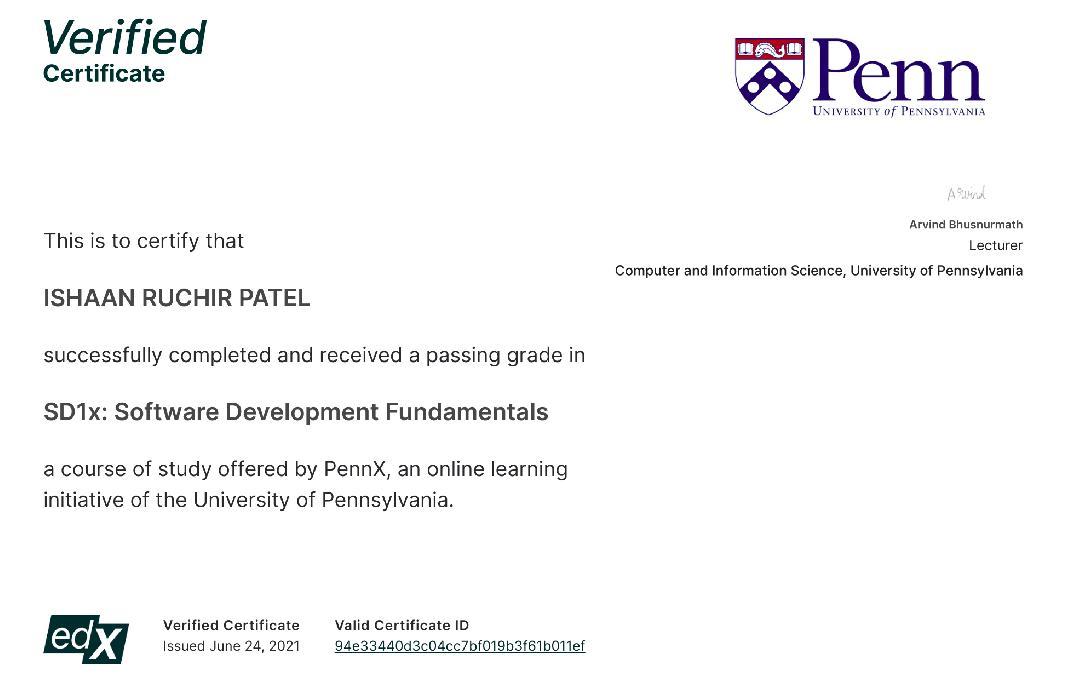 Verified
Certificate
Penn
UNIVERSITY of PENNSYLVANIA
Arvind
Arvind Bhusnurmath
Lecturer
Computer and Information Science, University of Pennsylvania
This is to certify that
ISHAAN RUCHIR PATEL
successfully completed and received a passing grade in
SD1x: Software Development Fundamentals
a course of study offered by PennX, an online learning
initiative of the University of Pennsylvania.
edX
Verified Certificate
Issued June 24, 2021
Valid Certificate ID
94e33440d3c04cc7bf019b3f61b011ef